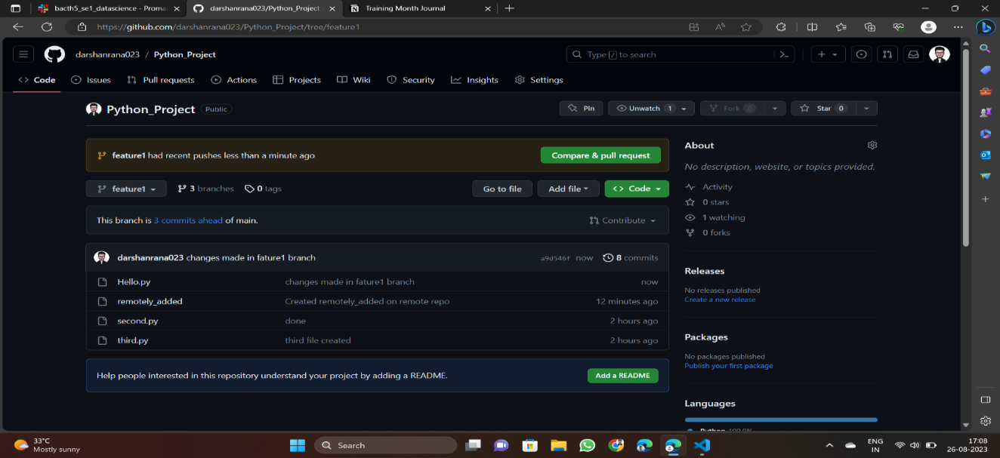 bacth5_se1_datascience - Proma
darshanrana023/Python_Project
Training Month Journal
https://github.com/darshanrana023/Python_Project/tree/feature1
darshanrana023 / Python_Project
Type / to search
Code Issues Pull requests Actions Projects Wiki Security Insights Settings
Python_Project Public
Pin Unwatch 1 Fork 0 Star 0
feature1 had recent pushes less than a minute ago
Compare & pull request
feature1 3 branches 0 tags
Go to file Add file <> Code
This branch is 3 commits ahead of main.
Contribute
darshanrana023 changes made in fature1 branch a9d546f now 8 commits
Hello.py changes made in fature1 branch now
remotely_added Created remotely_added on remote repo 12 minutes ago
second.py done 2 hours ago
third.py third file created 2 hours ago
Help people interested in this repository understand your project by adding a README.
Add a README
About
No description, website, or topics provided.
Activity
0 stars
1 watching
0 forks
Releases
No releases published
Create a new release
Packages
No packages published
Publish your first package
Languages
Python 100.0%
33°C
Mostly sunny
Search
ENG
IN
17:08
26-08-2023